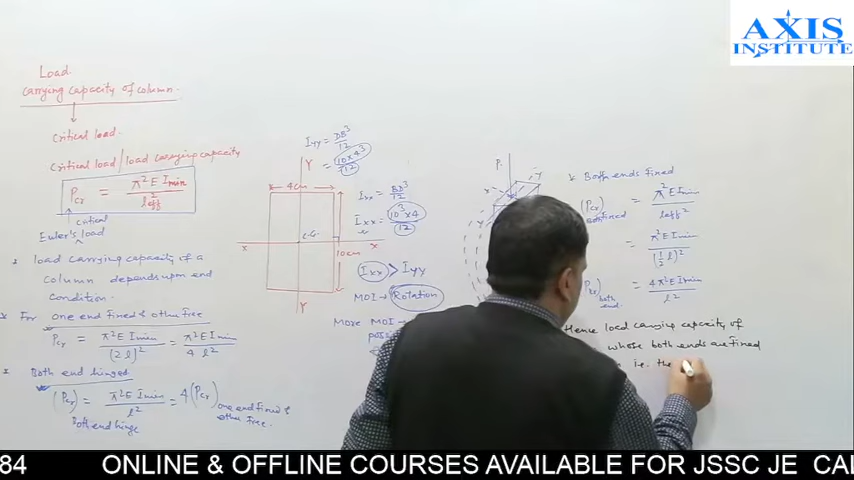 AXIS
INSTITUTE
Load
carrying capacity of column.
critical load.
critical load/load carrying capacity
Pcr = π²E Imin / leff²
critical
Euler's load
* load carrying capacity of a
column depends upon end
condition.
* For one end fixed & other free
Pcr = π²E Imin / (2l)² = π²E Imin / 4l²
* Both end hinged
(Pcr) Both end hinge = π²E Imin / l² = 4(Pcr) one end fixed & other free.
Iyy = DB³/12
= 10×4³/12
Y
4cm
Ixx = BD³/12
Ixx = 10³×4/12
C.G.
x
x
10cm
Ixx > Iyy
MOI → Rotation
Y
More MOI
P.
* Both ends fixed
(Pcr) both fixed = π²E Imin / leff²
= π²E Imin / (½l)²
Pcr) both end. = 4π²E Imin / l²
Hence load carrying capacity of
whose both ends are fixed
i.e. the
84 ONLINE & OFFLINE COURSES AVAILABLE FOR JSSC JE CAL